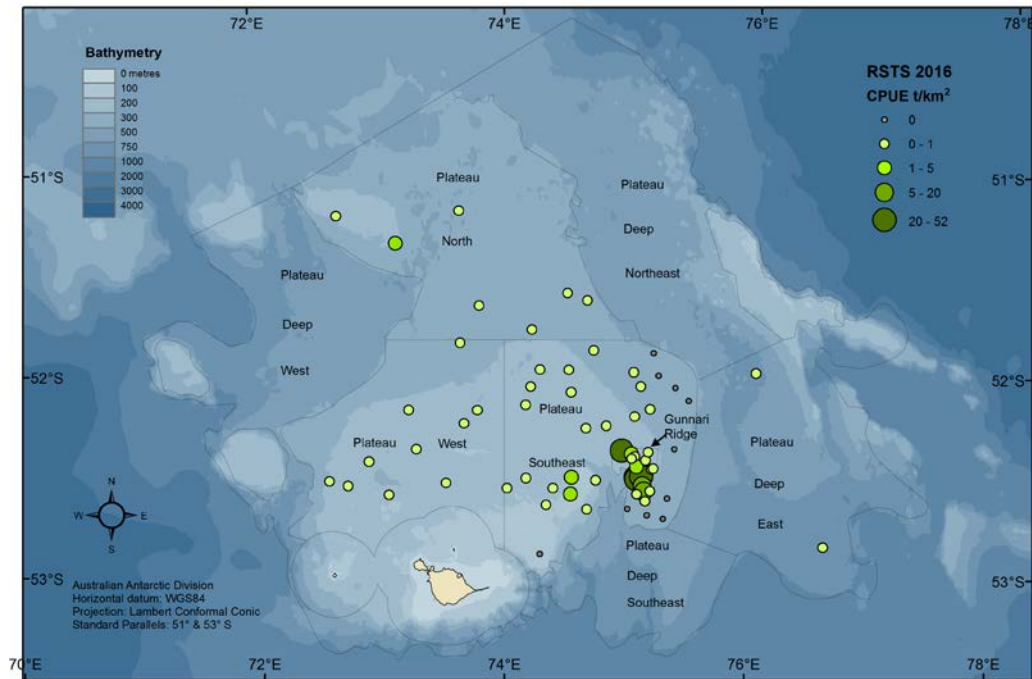 72°E 74°E 76°E 78°E
Bathymetry
0 metres
100
200
300
500
750
1000
2000
3000
4000
RSTS 2016
CPUE t/km²
0
0 - 1
1 - 5
5 - 20
20 - 52
51°S 51°S
Plateau
North
Plateau
Deep
Northeast
Plateau
Deep
West
52°S 52°S
Plateau
Southeast
Gunnari
Ridge
Plateau West
Plateau
Deep
East
Plateau
Deep
Southeast
N
W E
S
53°S 53°S
Australian Antarctic Division
Horizontal datum: WGS84
Projection: Lambert Conformal Conic
Standard Parallels: 51° & 53° S
70°E 72°E 74°E 76°E 78°E